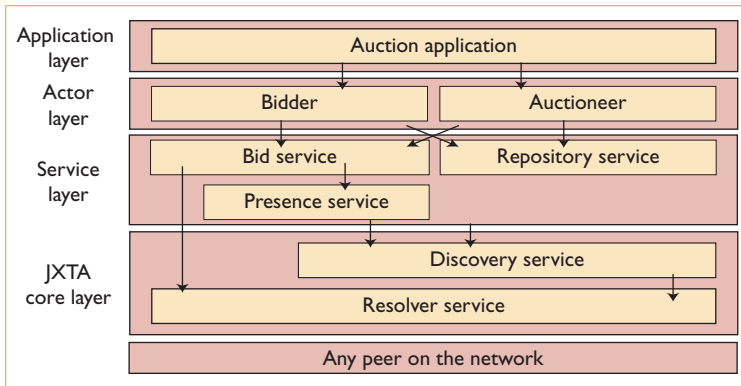 Application
layer
Auction application
Actor
layer
Bidder
Auctioneer
Service
layer
Bid service
Repository service
Presence service
JXTA
core layer
Discovery service
Resolver service
Any peer on the network